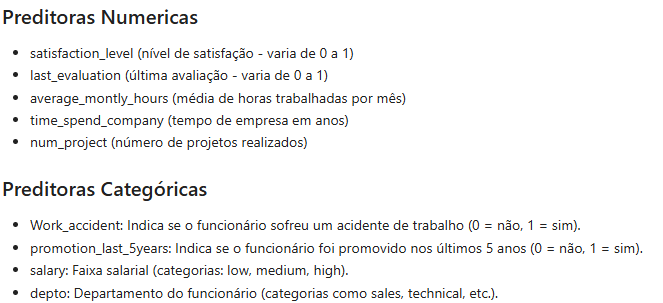 Preditoras Numericas
• satisfaction_level (nível de satisfação - varia de 0 a 1)
• last_evaluation (última avaliação - varia de 0 a 1)
• average_montly_hours (média de horas trabalhadas por mês)
• time_spend_company (tempo de empresa em anos)
• num_project (número de projetos realizados)
Preditoras Categóricas
• Work_accident: Indica se o funcionário sofreu um acidente de trabalho (0 = não, 1 = sim).
• promotion_last_5years: Indica se o funcionário foi promovido nos últimos 5 anos (0 = não, 1 = sim).
• salary: Faixa salarial (categorias: low, medium, high).
• depto: Departamento do funcionário (categorias como sales, technical, etc.).